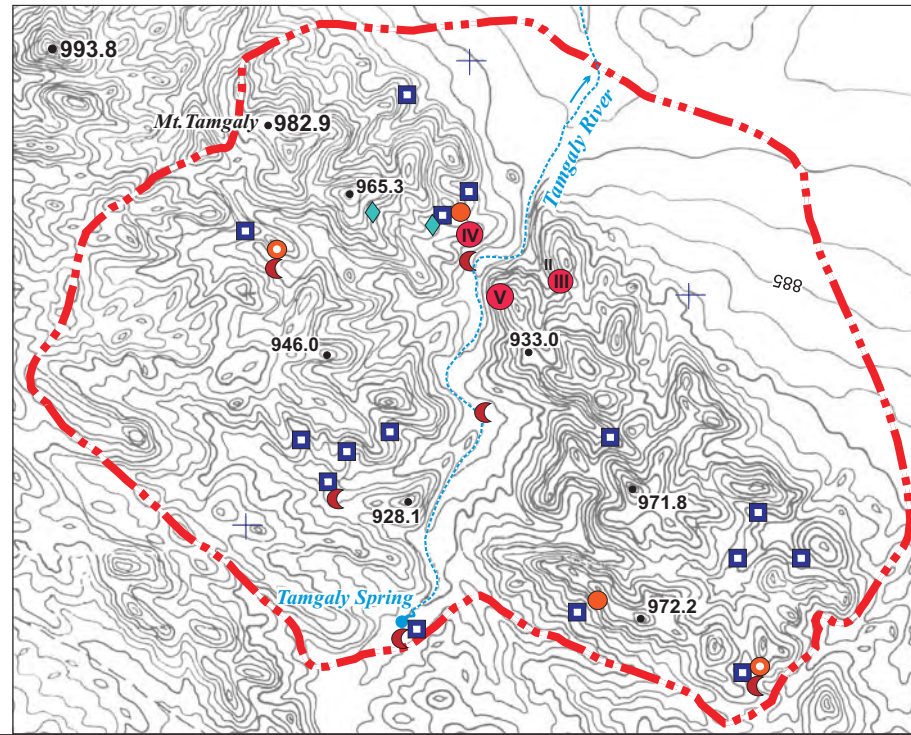 993.8
Mt.Tamgaly
982.9
Tamgaly River
965.3
IV
II
III
V
885
933.0
946.0
971.8
928.1
Tamgaly Spring
972.2